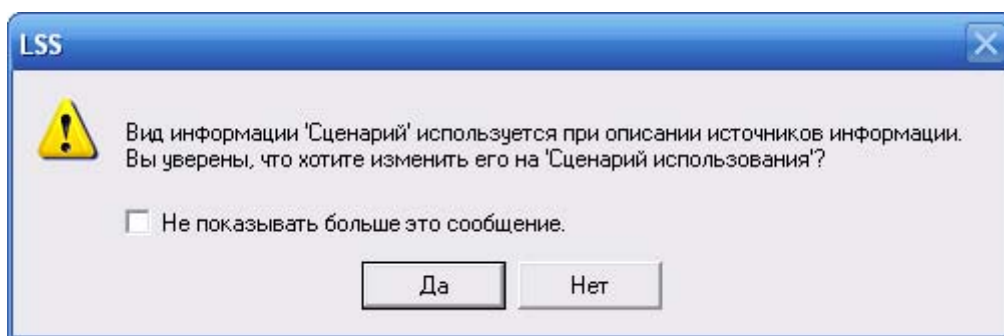 LSS
Вид информации 'Сценарий' используется при описании источников информации.
Вы уверены, что хотите изменить его на 'Сценарий использования'?
Не показывать больше это сообщение.
Да Нет